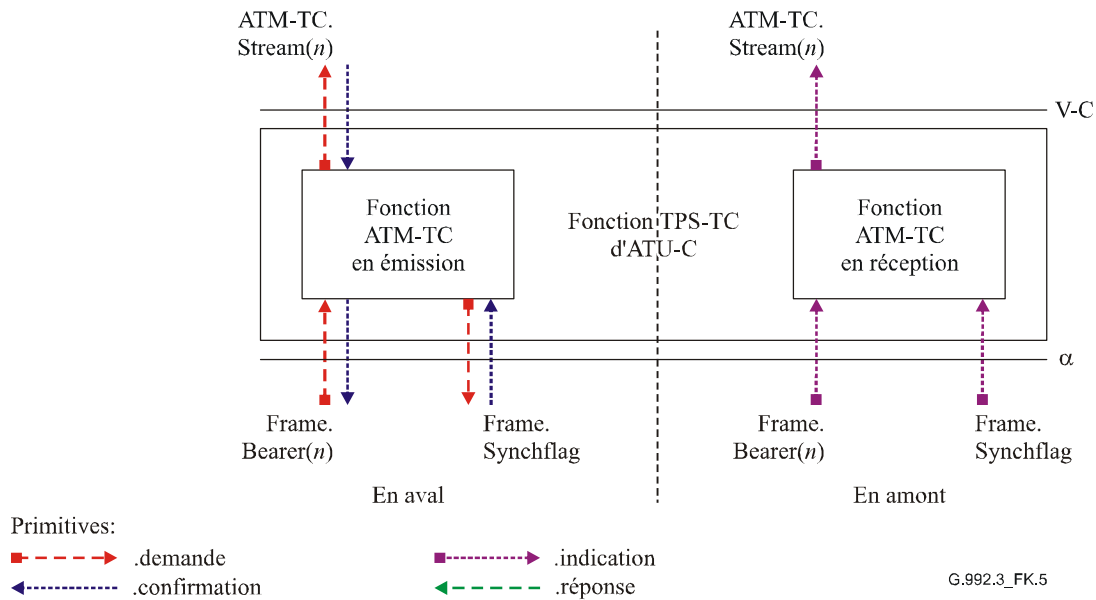 ATM-TC.
Stream(n)
ATM-TC.
Stream(n)
V-C
Fonction
ATM-TC
en émission
Fonction TPS-TC
d'ATU-C
Fonction
ATM-TC
en réception
α
Frame.
Bearer(n)
Frame.
Synchflag
Frame.
Bearer(n)
Frame.
Synchflag
En aval
En amont
Primitives:
.demande
.indication
.confirmation
.réponse
G.992.3_FK.5